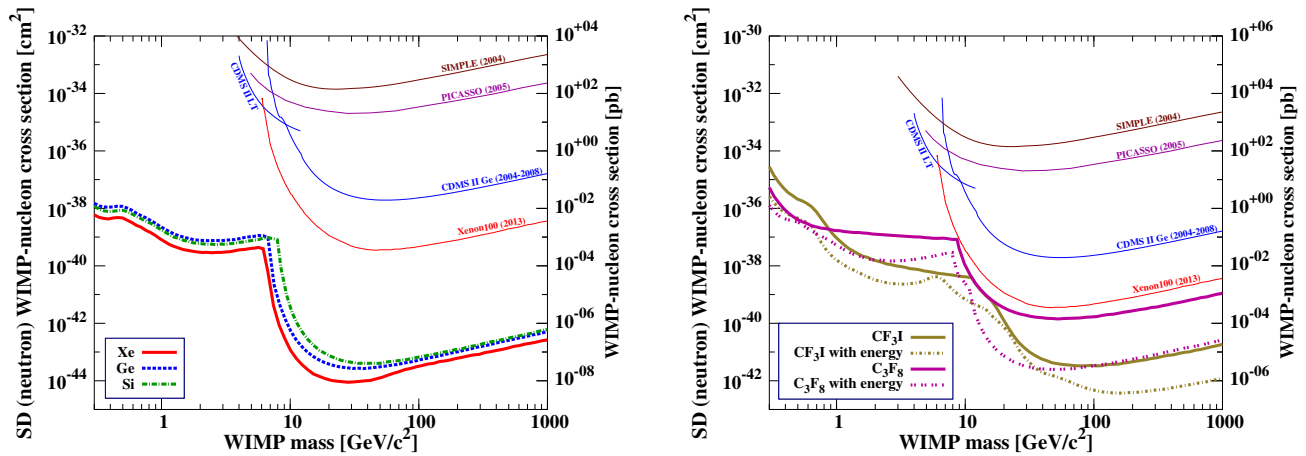 SD (neutron) WIMP-nucleon cross section [cm²]
10⁻³²
10⁻³⁴
10⁻³⁶
10⁻³⁸
10⁻⁴⁰
10⁻⁴²
10⁻⁴⁴
SIMPLE (2004)
PICASSO (2005)
CDMS II LT
CDMS II Ge (2004-2008)
Xenon100 (2013)
Xe
Ge
Si
1
10
100
1000
WIMP mass [GeV/c²]
10⁺⁰⁴
10⁺⁰²
10⁺⁰⁰
10⁻⁰²
10⁻⁰⁴
10⁻⁰⁶
10⁻⁰⁸
WIMP-nucleon cross section [pb]
SD (neutron) WIMP-nucleon cross section [cm²]
10⁻³⁰
10⁻³²
10⁻³⁴
10⁻³⁶
10⁻³⁸
10⁻⁴⁰
10⁻⁴²
SIMPLE (2004)
PICASSO (2005)
CDMS II LT
CDMS II Ge (2004-2008)
Xenon100 (2013)
CF₃I
CF₃I with energy
C₃F₈
C₃F₈ with energy
1
10
100
1000
WIMP mass [GeV/c²]
10⁺⁰⁶
10⁺⁰⁴
10⁺⁰²
10⁺⁰⁰
10⁻⁰²
10⁻⁰⁴
10⁻⁰⁶
WIMP-nucleon cross section [pb]